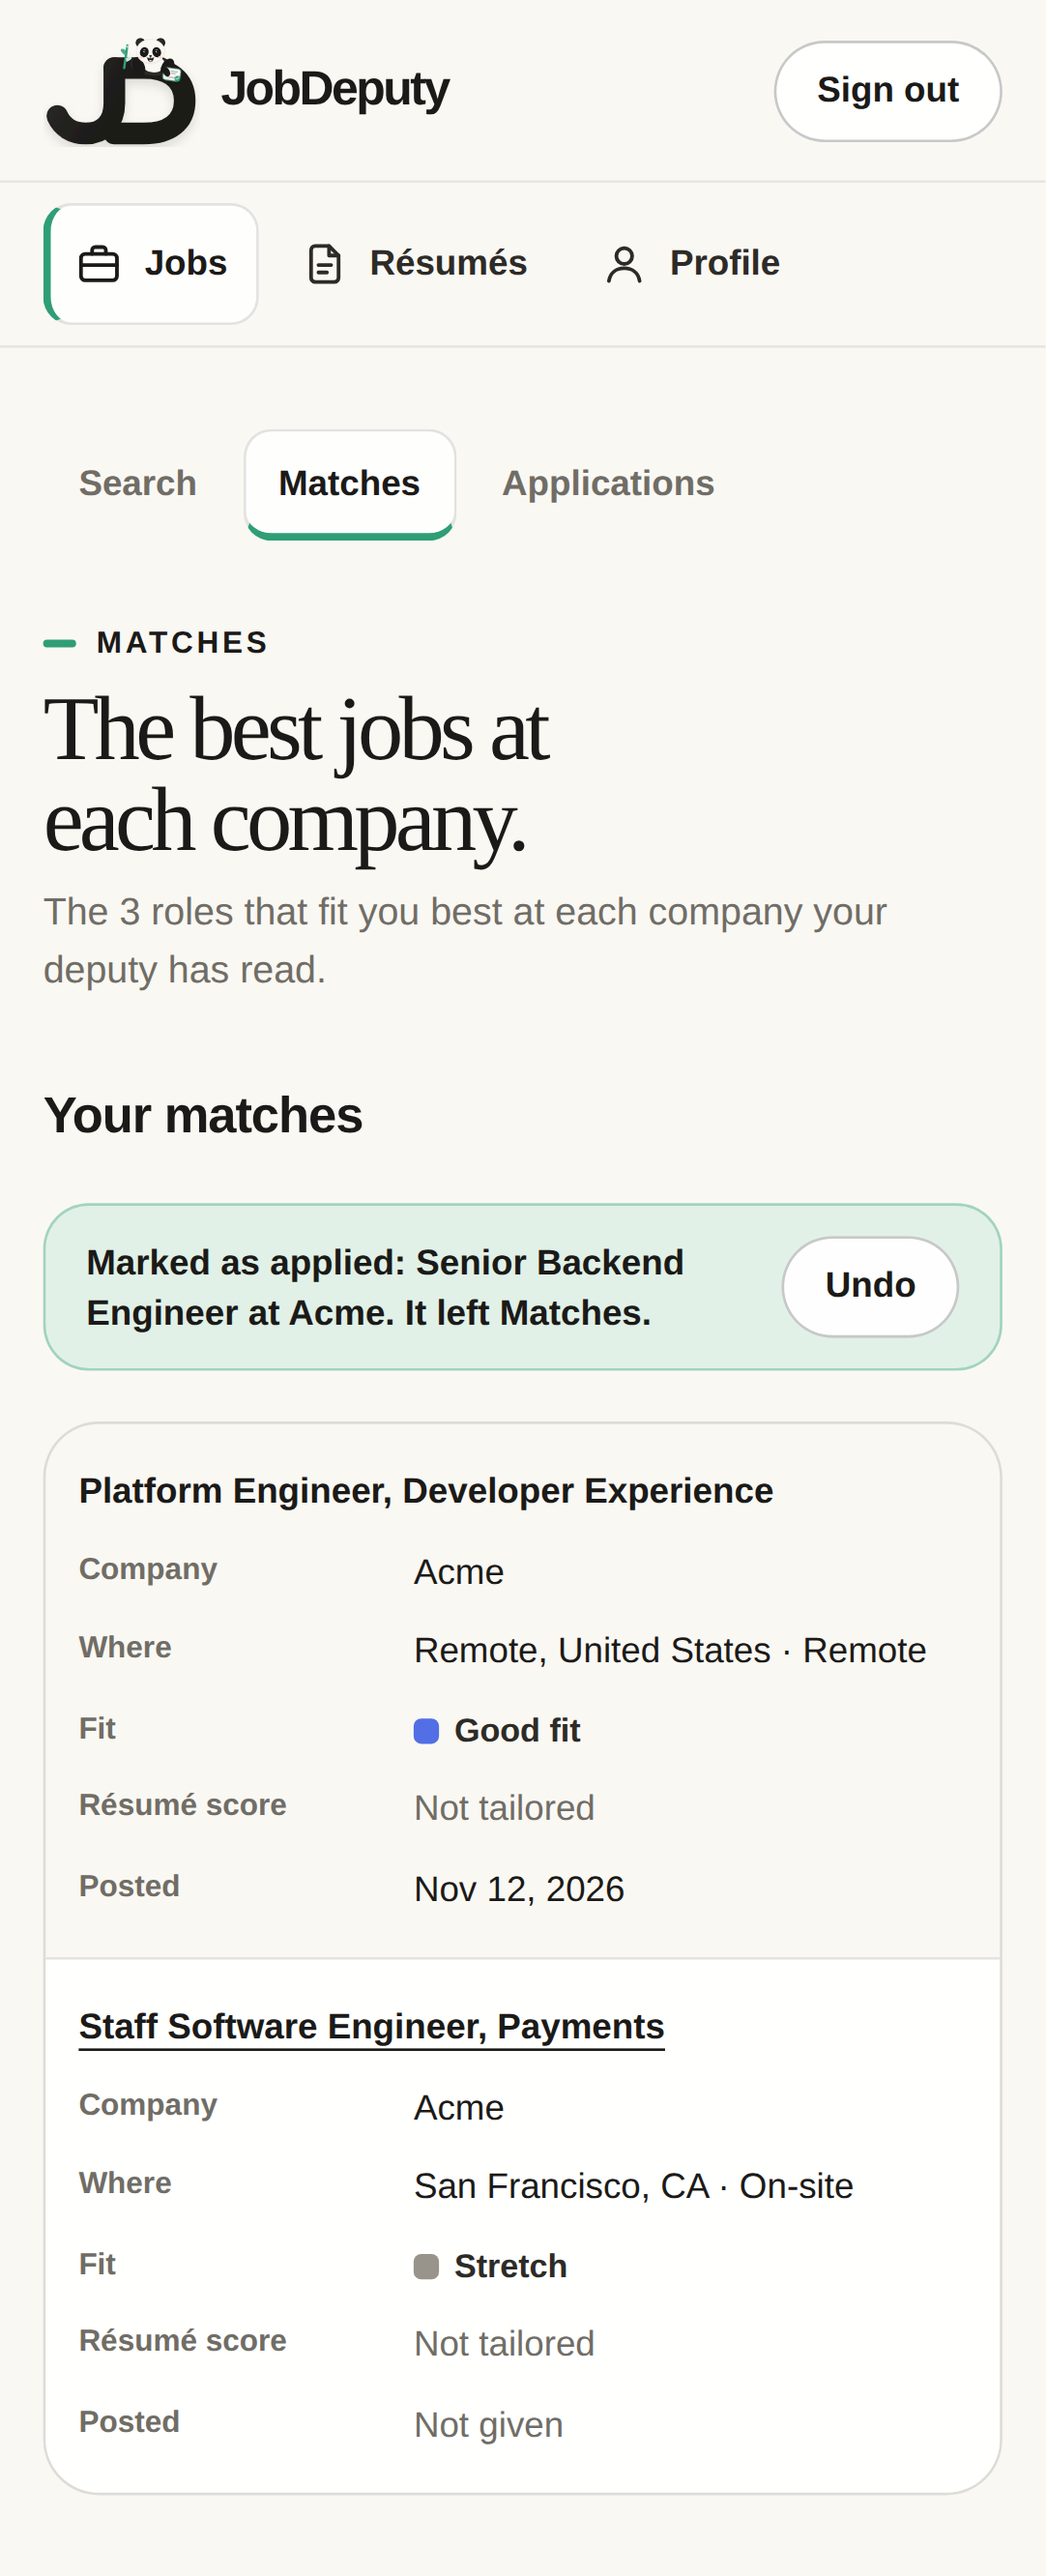 JobDeputy
Sign out
Jobs
Résumés
Profile
Search
Matches
Applications
MATCHES
The best jobs at
each company.
The 3 roles that fit you best at each company your
deputy has read.
Your matches
Marked as applied: Senior Backend
Engineer at Acme. It left Matches.
Undo
Platform Engineer, Developer Experience
Company
Acme
Where
Remote, United States · Remote
Fit
Good fit
Résumé score
Not tailored
Posted
Nov 12, 2026
Staff Software Engineer, Payments
Company
Acme
Where
San Francisco, CA · On-site
Fit
Stretch
Résumé score
Not tailored
Posted
Not given